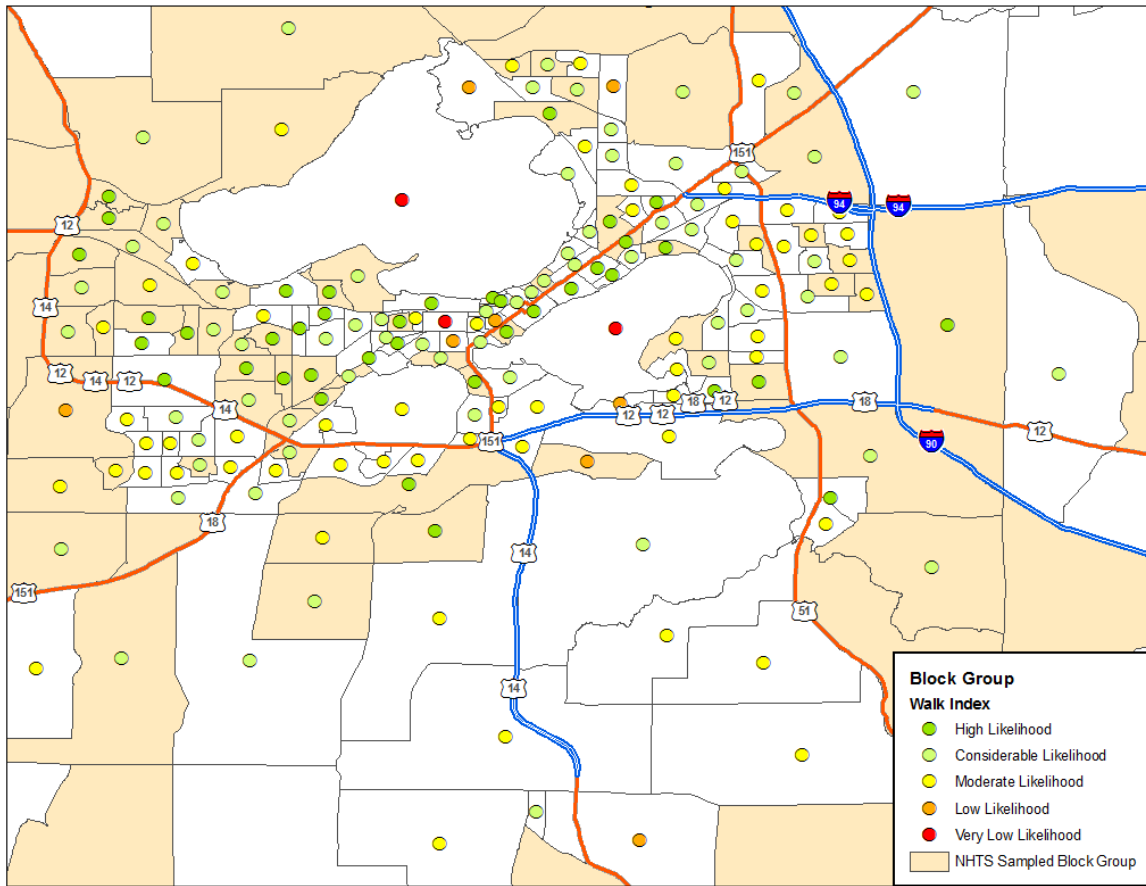 151
94
94
12
14
12
14
12
14
18
12
12
12
18
12
151
90
18
14
151
51
14
Block Group
Walk Index
High Likelihood
Considerable Likelihood
Moderate Likelihood
Low Likelihood
Very Low Likelihood
NHTS Sampled Block Group